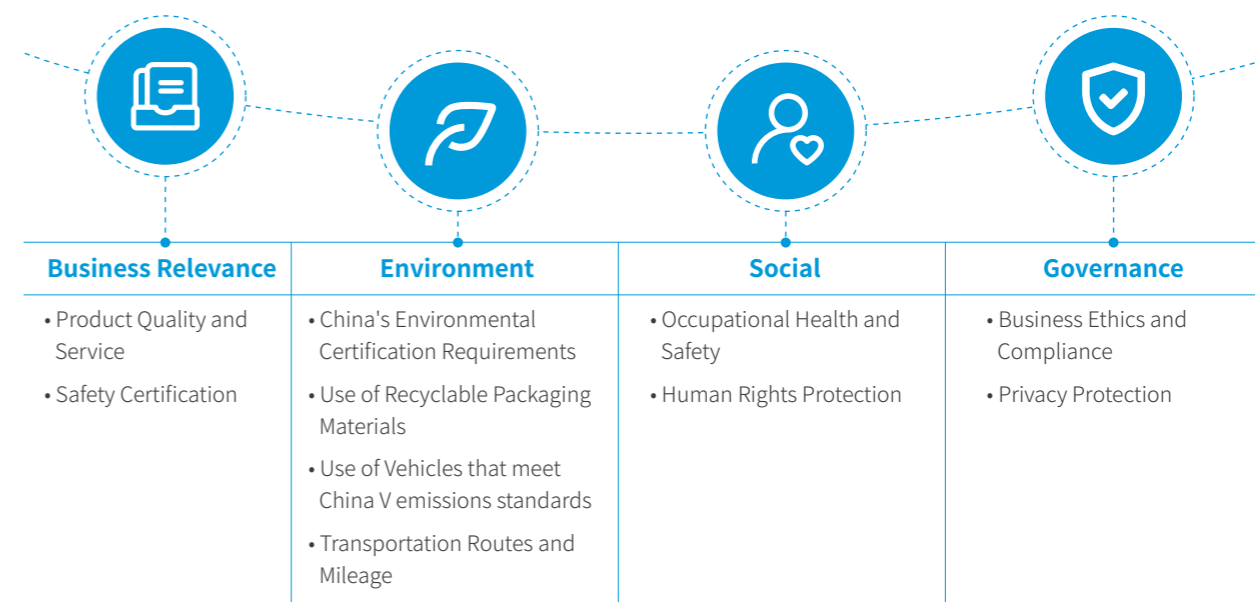 Business Relevance
• Product Quality and
Service
• Safety Certification
Environment
• China's Environmental
Certification Requirements
• Use of Recyclable Packaging
Materials
• Use of Vehicles that meet
China V emissions standards
• Transportation Routes and
Mileage
Social
• Occupational Health and
Safety
• Human Rights Protection
Governance
• Business Ethics and
Compliance
• Privacy Protection